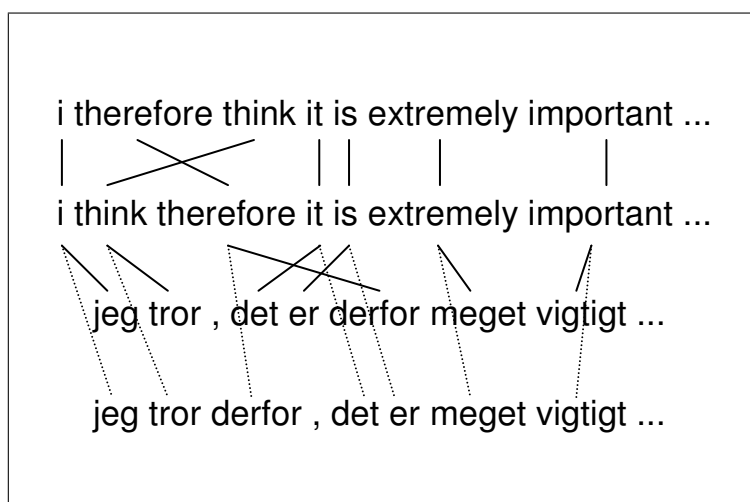 i therefore think it is extremely important ...
i think therefore it is extremely important ...
jeg tror , det er derfor meget vigtigt ...
jeg tror derfor , det er meget vigtigt ...